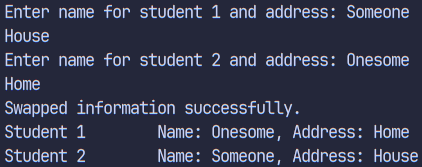 Enter name for student 1 and address: Someone
House
Enter name for student 2 and address: Onesome
Home
Swapped information successfully.
Student 1       Name: Onesome, Address: Home
Student 2       Name: Someone, Address: House